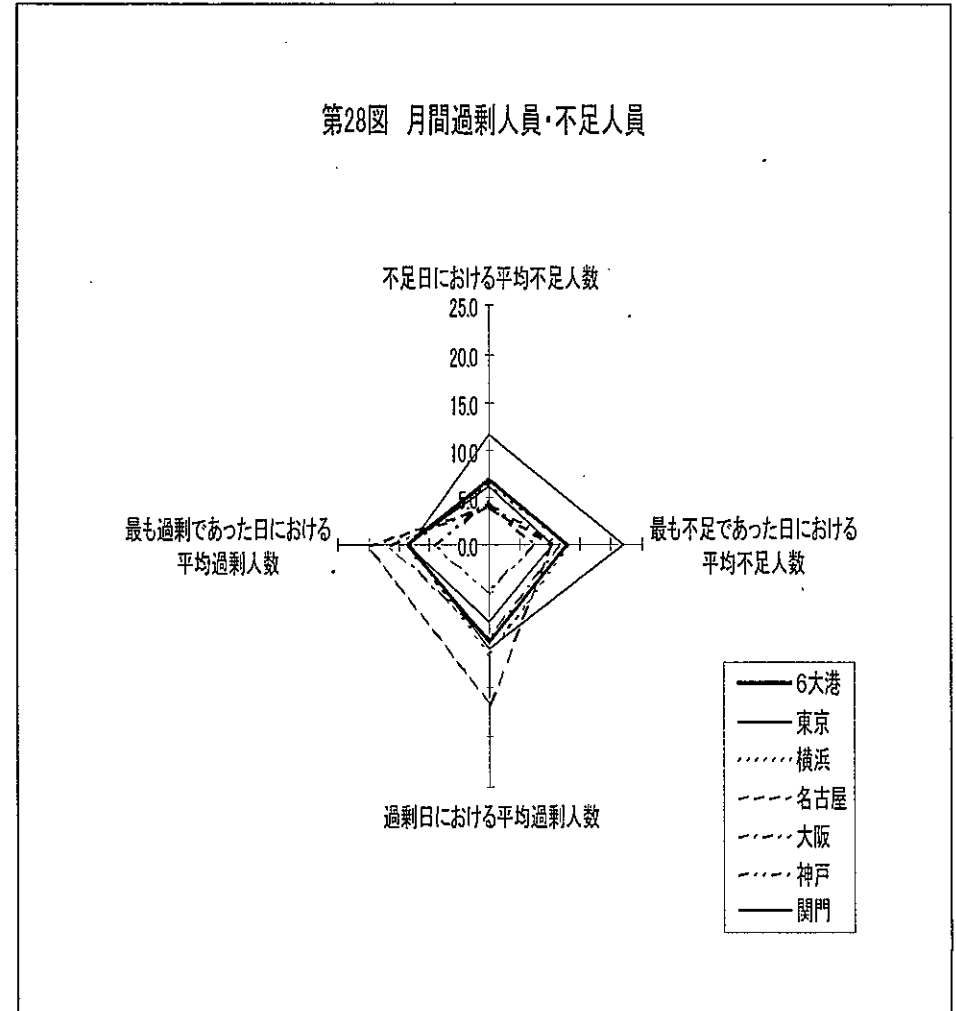 第28図 月間過剰人員・不足人員
不足日における平均不足人数
25.0
20.0
15.0
10.0
5.0
0.0
最も過剰であった日における
平均過剰人数
最も不足であった日における
平均不足人数
過剰日における平均過剰人数
6大港
東京
横浜
名古屋
大阪
神戸
関門